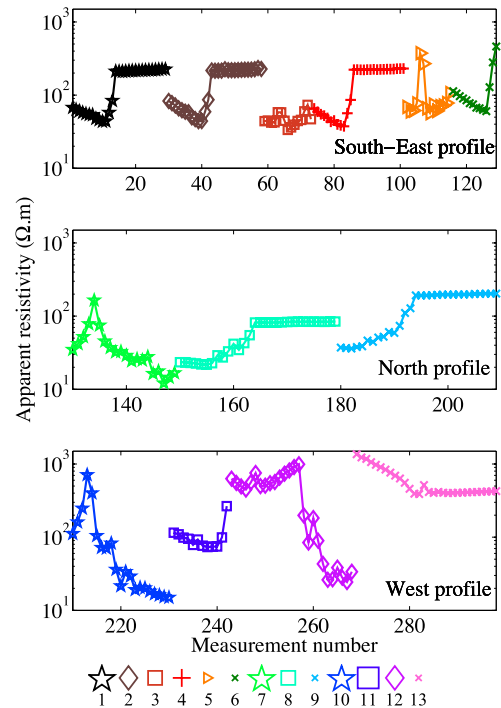 10³
10²
10¹
20 40 60 80 100 120
South−East profile
Apparent resistivity (Ω.m)
10³
10²
10¹
140 160 180 200
North profile
10³
10²
10¹
220 240 260 280
West profile
Measurement number
1 2 3 4 5 6 7 8 9 10 11 12 13